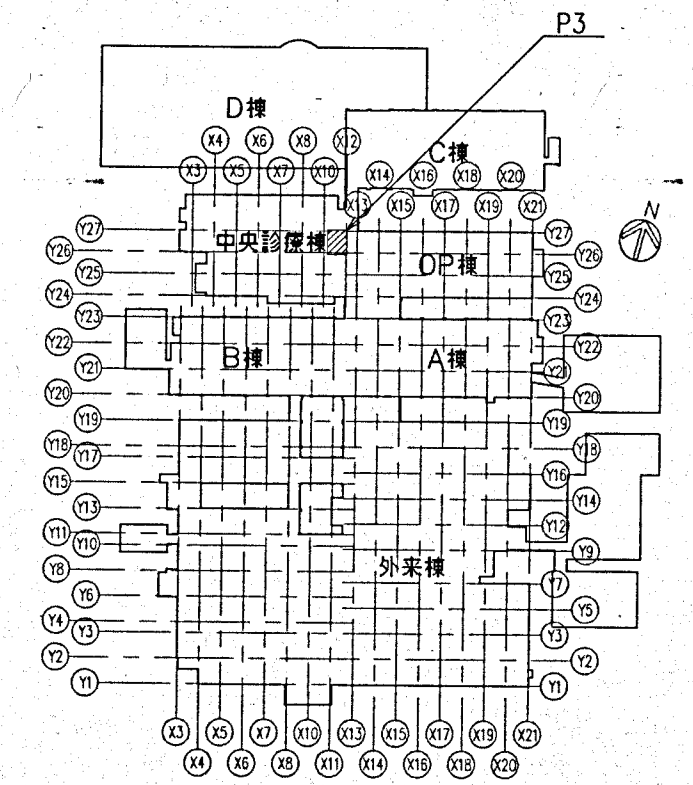 P3
D棟
C棟
X4 X6 X8 X12
X3 X5 X7 X10
X14 X16 X18 X20
X13 X15 X17 X19 X21
N
Y27 中央診療棟 Y27
Y26 OP棟 Y26
Y25 Y25
Y24 Y24
Y23 Y23
Y22 B棟 A棟 Y22
Y21 Y21
Y20 Y20
Y19 Y19
Y18 Y18
Y17
Y15 Y16
Y13 Y14
Y11 Y12
Y10 Y9
Y8 外来棟 Y7
Y6 Y5
Y4
Y3 Y3
Y2 Y2
Y1 Y1
X3 X5 X7 X10 X13 X15 X17 X19 X21
X4 X6 X8 X11 X14 X16 X18 X20